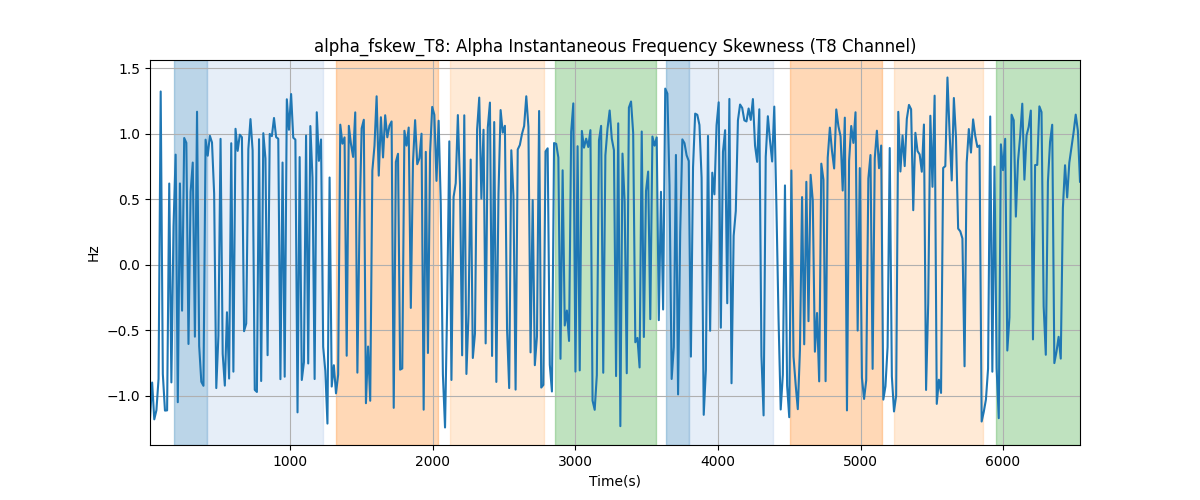 alpha_fskew_T8: Alpha Instantaneous Frequency Skewness (T8 Channel)
1.5
1.0
0.5
0.0
−0.5
−1.0
Hz
1000 2000 3000 4000 5000 6000
Time(s)